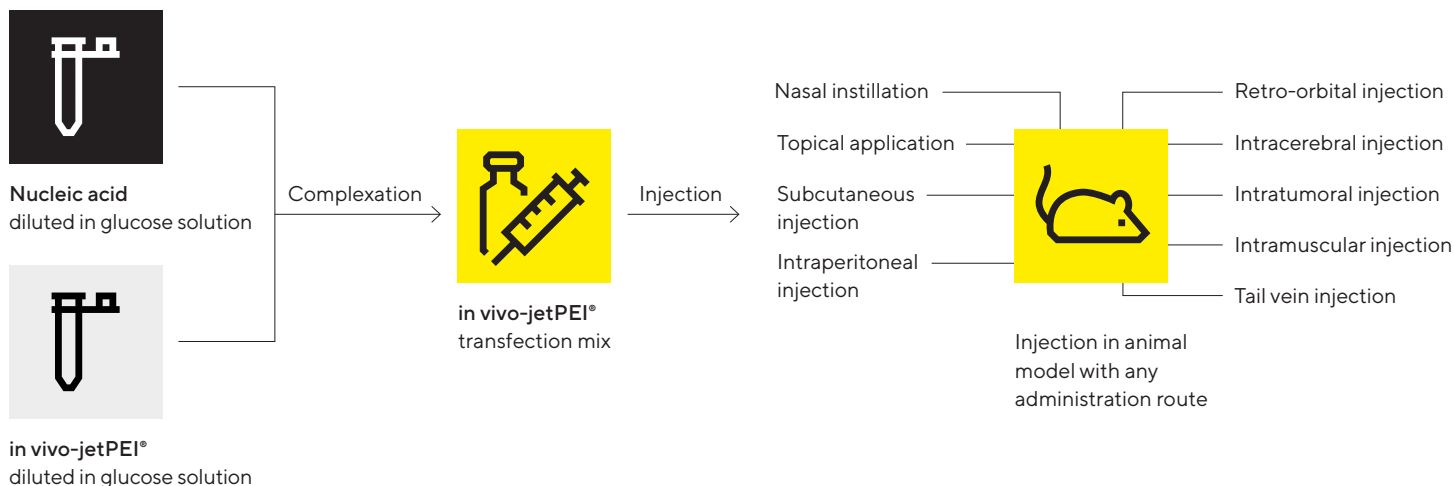 Nucleic acid
diluted in glucose solution
in vivo-jetPEI®
diluted in glucose solution
Complexation
in vivo-jetPEI®
transfection mix
Injection
Nasal instillation
Topical application
Subcutaneous
injection
Intraperitoneal
injection
Retro-orbital injection
Intracerebral injection
Intratumoral injection
Intramuscular injection
Tail vein injection
Injection in animal
model with any
administration route